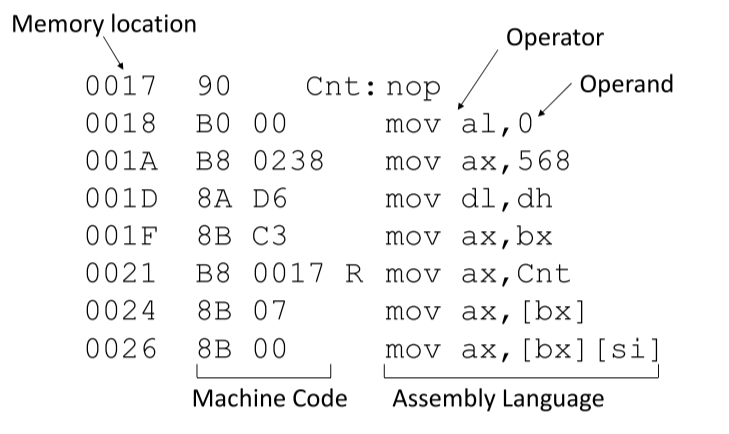 Memory location
Operator
Operand
0017 90 Cnt: nop
0018 B0 00 mov al,0
001A B8 0238 mov ax,568
001D 8A D6 mov dl,dh
001F 8B C3 mov ax,bx
0021 B8 0017 R mov ax,Cnt
0024 8B 07 mov ax,[bx]
0026 8B 00 mov ax,[bx][si]
Machine Code Assembly Language